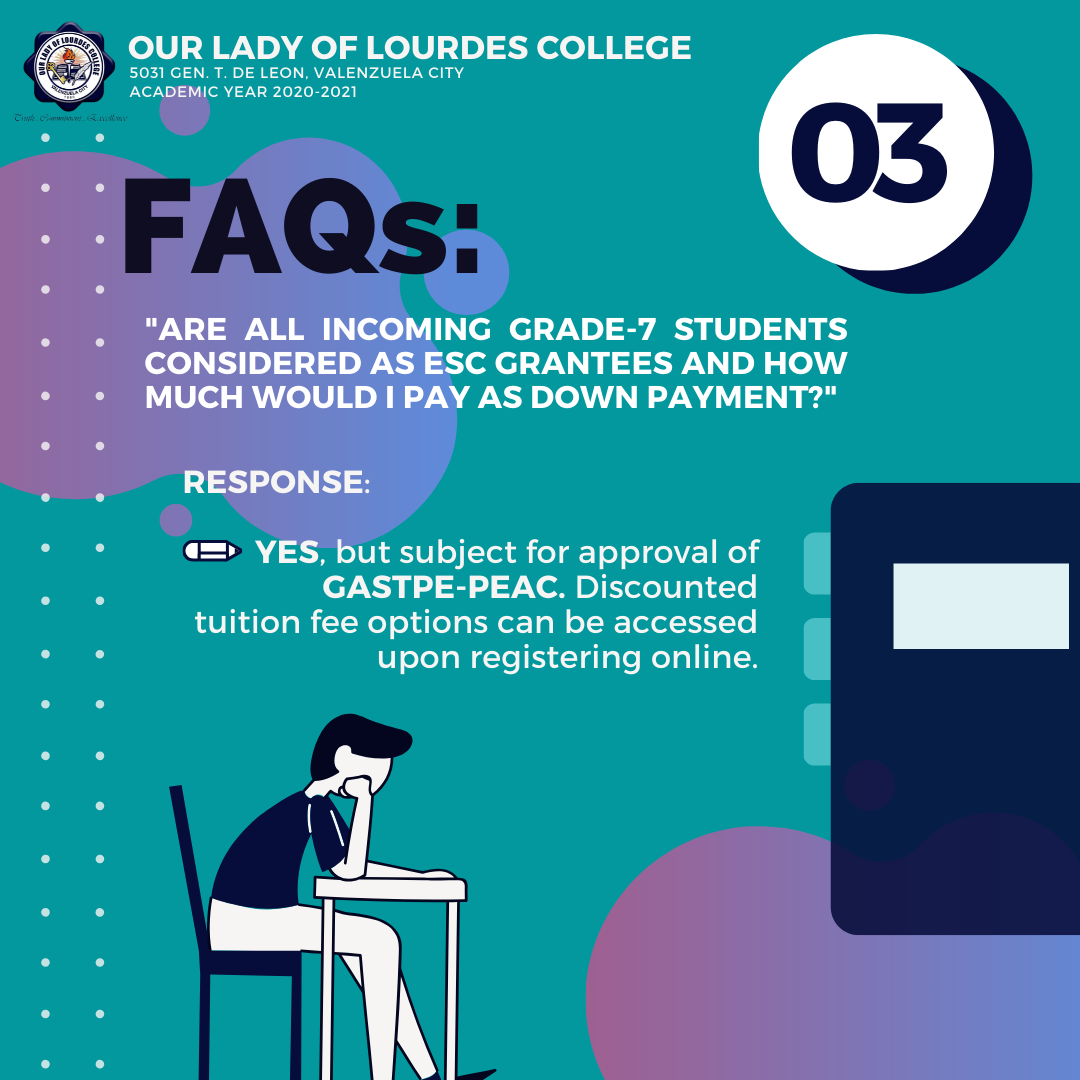 OUR LADY OF LOURDES COLLEGE
5031 GEN. T. DE LEON, VALENZUELA CITY
ACADEMIC YEAR 2020-2021
OUR LADY OF LOURDES COLLEGE
VALENZUELA CITY
Truth...Commitment...Excellence
03
FAQs:
"ARE ALL INCOMING GRADE-7 STUDENTS
CONSIDERED AS ESC GRANTEES AND HOW
MUCH WOULD I PAY AS DOWN PAYMENT?"
RESPONSE:
YES, but subject for approval of
GASTPE-PEAC. Discounted
tuition fee options can be accessed
upon registering online.